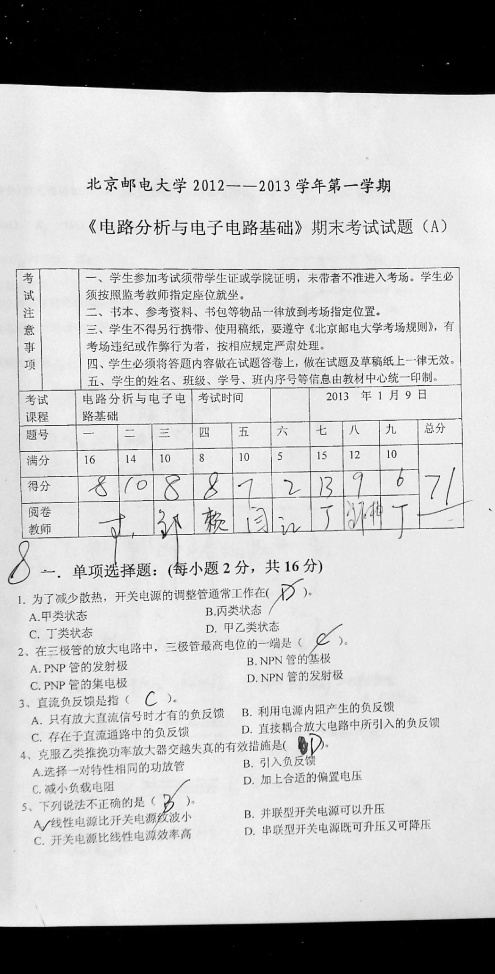 北京邮电大学 2012——2013 学年第一学期
《电路分析与电子电路基础》期末考试试题（A）
考试注意事项
一、学生参加考试须带学生证或学院证明，未带者不准进入考场。学生必
须按照监考教师指定座位就坐。
二、书本、参考资料、书包等物品一律放到考场指定位置。
三、学生不得另行携带、使用稿纸，要遵守《北京邮电大学考场规则》，有
考场违纪或作弊行为者，按相应规定严肃处理。
四、学生必须将答题内容做在试题答卷上，做在试题及草稿纸上一律无效。
五、学生的姓名、班级、学号、班内序号等信息由教材中心统一印制。
考试课程 电路分析与电子电路基础 考试时间 2013 年 1 月 9 日
题号 一 二 三 四 五 六 七 八 九 总分
满分 16 14 10 8 10 5 15 12 10
得分 8 10 8 8 7 2 13 9 6 71
阅卷教师
8 一．单项选择题：(每小题 2 分，共 16 分)
1. 为了减少散热，开关电源的调整管通常工作在( D )。
A.甲类状态 B.丙类状态
C. 丁类状态 D. 甲乙类状态
2、在三极管的放大电路中，三极管最高电位的一端是（ C ）。
A. PNP 管的发射极 B. NPN 管的基极
C. PNP 管的集电极 D. NPN 管的发射极
3、直流负反馈是指（ C ）。
A. 只有放大直流信号时才有的负反馈 B. 利用电源内阻产生的负反馈
C. 存在于直流通路中的负反馈 D. 直接耦合放大电路中所引入的负反馈
4、克服乙类推挽功率放大器交越失真的有效措施是( D )。
A.选择一对特性相同的功放管 B. 引入负反馈
C. 减小负载电阻 D. 加上合适的偏置电压
5、下列说法不正确的是（ B ）。
A. 线性电源比开关电源纹波小 B. 并联型开关电源可以升压
C. 开关电源比线性电源效率高 D. 串联型开关电源既可升压又可降压